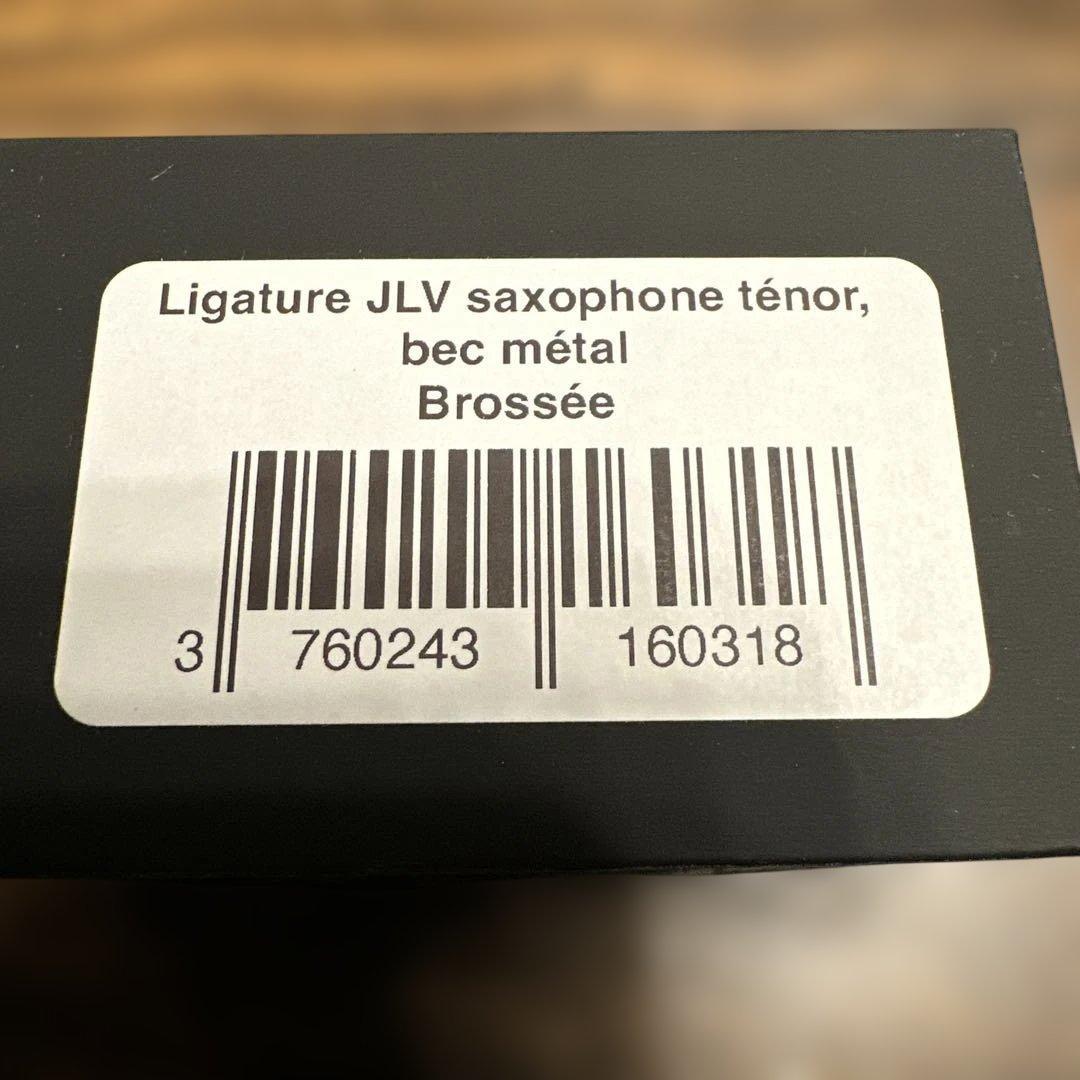 Ligature JLV saxophone ténor,
bec métal
Brossée
3 760243 160318